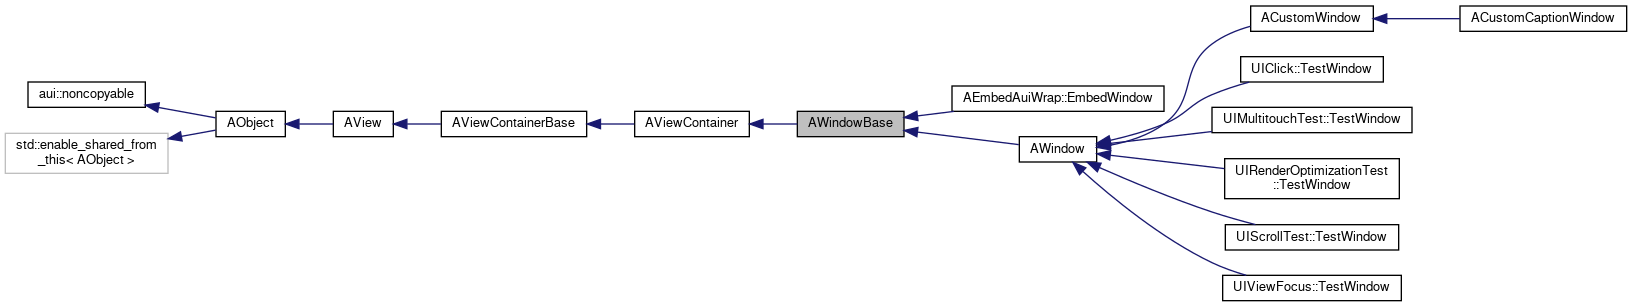 aui::noncopyable
std::enable_shared_from
_this< AObject >
AObject
AView
AViewContainerBase
AViewContainer
AWindowBase
AEmbedAuiWrap::EmbedWindow
AWindow
ACustomWindow
ACustomCaptionWindow
UIClick::TestWindow
UIMultitouchTest::TestWindow
UIRenderOptimizationTest
::TestWindow
UIScrollTest::TestWindow
UIViewFocus::TestWindow